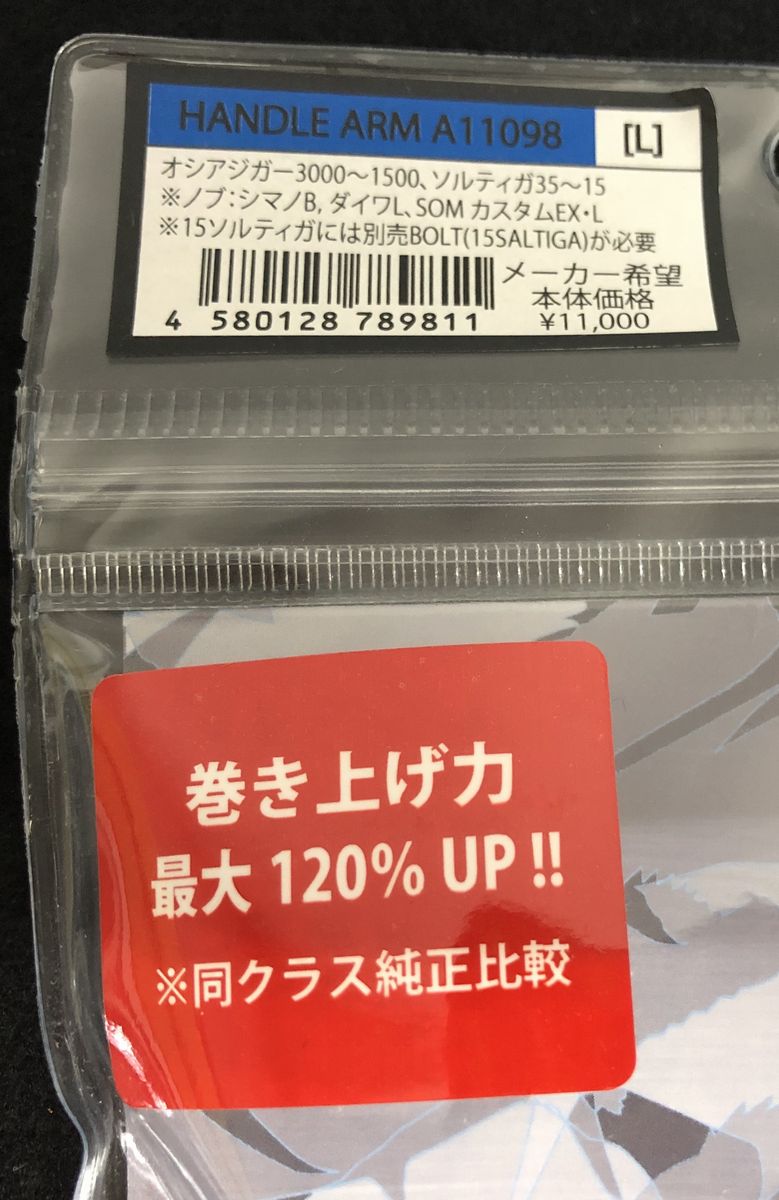 HANDLE ARM A11098 [L]
オシアジガー3000〜1500、ソルティガ35〜15
※ノブ：シマノB, ダイワL、SOM カスタムEX・L
※15ソルティガには別売BOLT(15SALTIGA)が必要
メーカー希望
本体価格
¥11,000
4 580128 789811
巻き上げ力
最大 120% UP !!
※同クラス純正比較